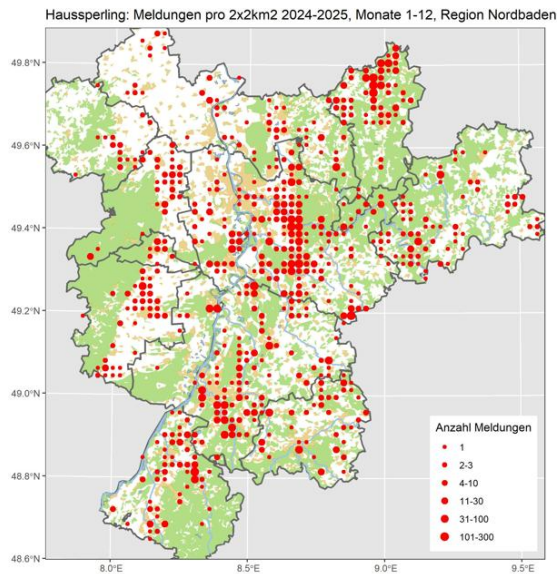 Haussperling: Meldungen pro 2x2km2 2024-2025, Monate 1-12, Region Nordbaden
49.8°N
49.6°N
49.4°N
49.2°N
49.0°N
48.8°N
48.6°N
8.0°E
8.5°E
9.0°E
9.5°E
Anzahl Meldungen
1
2-3
4-10
11-30
31-100
101-300